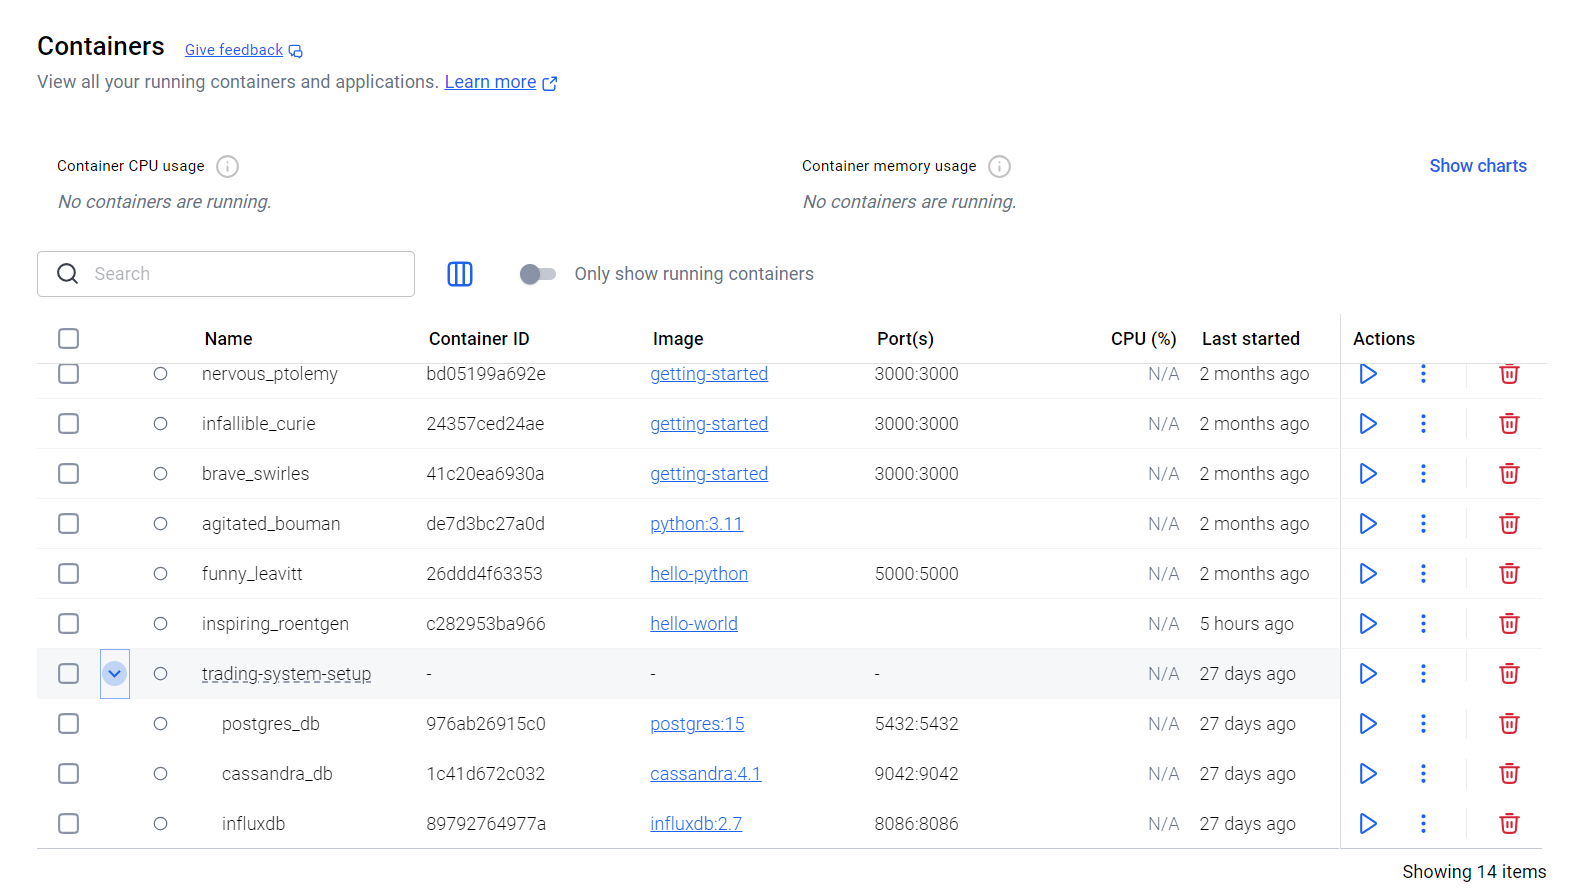 Containers Give feedback
View all your running containers and applications. Learn more
Container CPU usage Container memory usage Show charts
No containers are running. No containers are running.
Search Only show running containers
Name Container ID Image Port(s) CPU (%) Last started Actions
nervous_ptolemy bd05199a692e getting-started 3000:3000 N/A 2 months ago
infallible_curie 24357ced24ae getting-started 3000:3000 N/A 2 months ago
brave_swirles 41c20ea6930a getting-started 3000:3000 N/A 2 months ago
agitated_bouman de7d3bc27a0d python:3.11 N/A 2 months ago
funny_leavitt 26ddd4f63353 hello-python 5000:5000 N/A 2 months ago
inspiring_roentgen c282953ba966 hello-world N/A 5 hours ago
trading-system-setup - - - N/A 27 days ago
postgres_db 976ab26915c0 postgres:15 5432:5432 N/A 27 days ago
cassandra_db 1c41d672c032 cassandra:4.1 9042:9042 N/A 27 days ago
influxdb 89792764977a influxdb:2.7 8086:8086 N/A 27 days ago
Showing 14 items